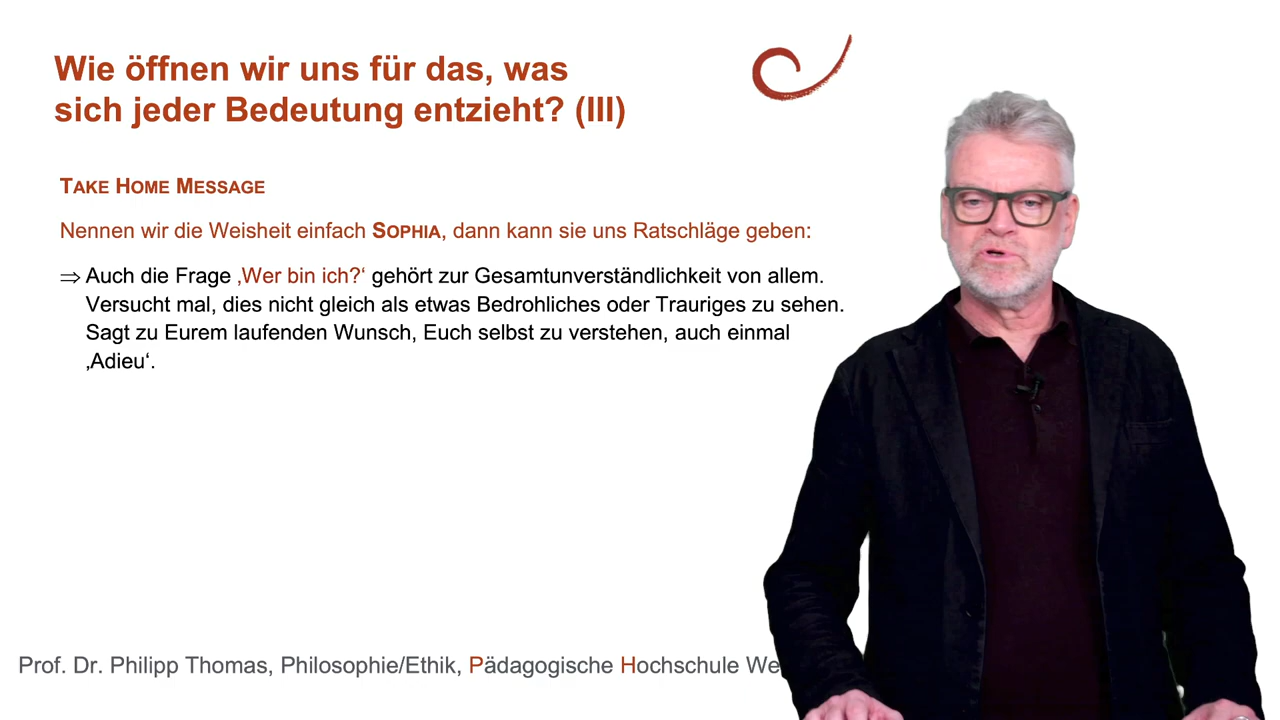 Wie öffnen wir uns für das, was
sich jeder Bedeutung entzieht? (III)
TAKE HOME MESSAGE
Nennen wir die Weisheit einfach SOPHIA, dann kann sie uns Ratschläge geben:
⇒ Auch die Frage ‚Wer bin ich?‘ gehört zur Gesamtunverständlichkeit von allem.
Versucht mal, dies nicht gleich als etwas Bedrohliches oder Trauriges zu sehen.
Sagt zu Eurem laufenden Wunsch, Euch selbst zu verstehen, auch einmal
‚Adieu‘.
Prof. Dr. Philipp Thomas, Philosophie/Ethik, Pädagogische Hochschule We